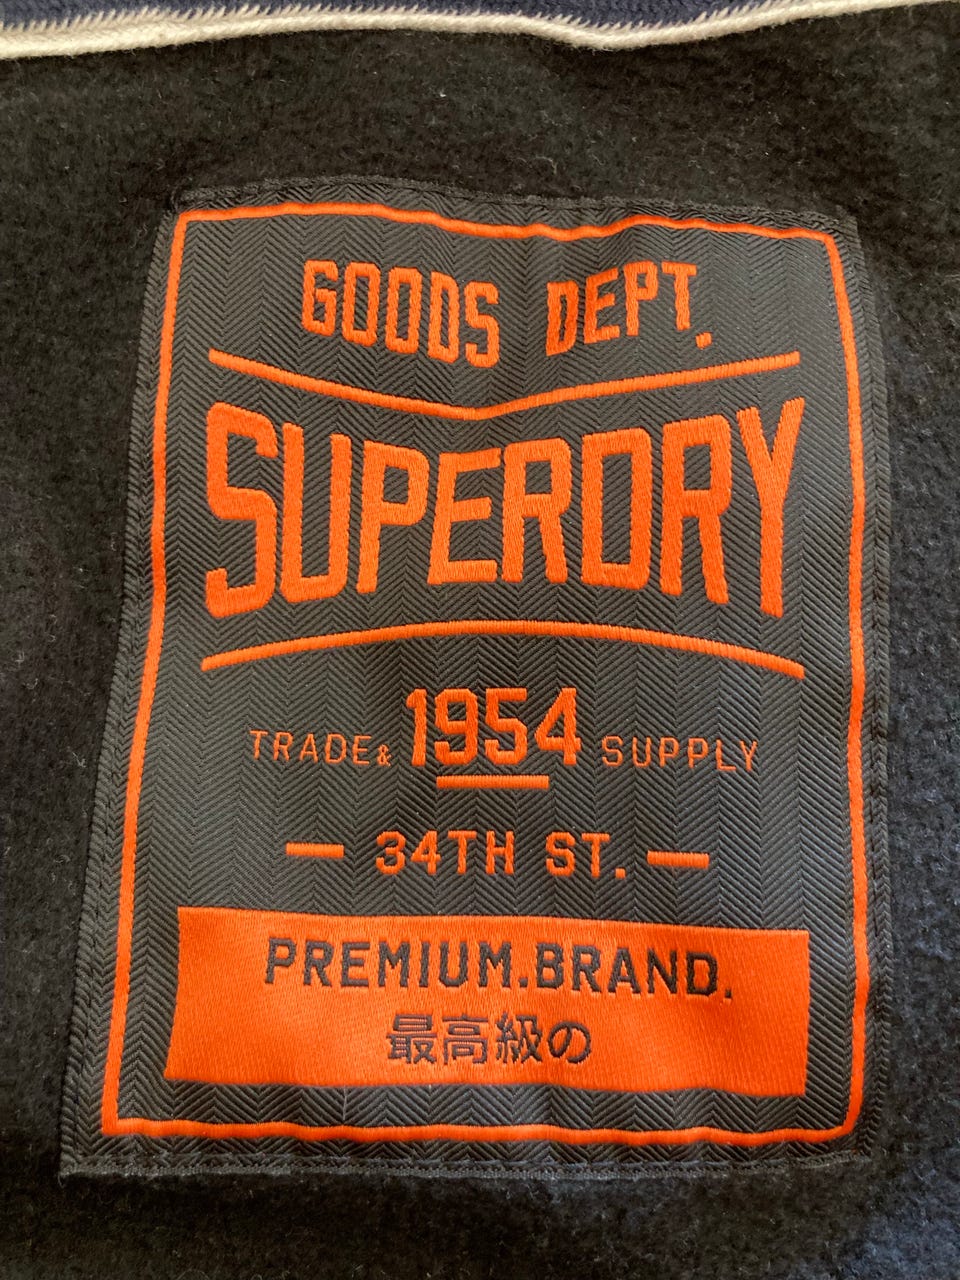 GOODS DEPT.
SUPERDRY
TRADE& 1954 SUPPLY
— 34TH ST. —
PREMIUM.BRAND.
最高級の